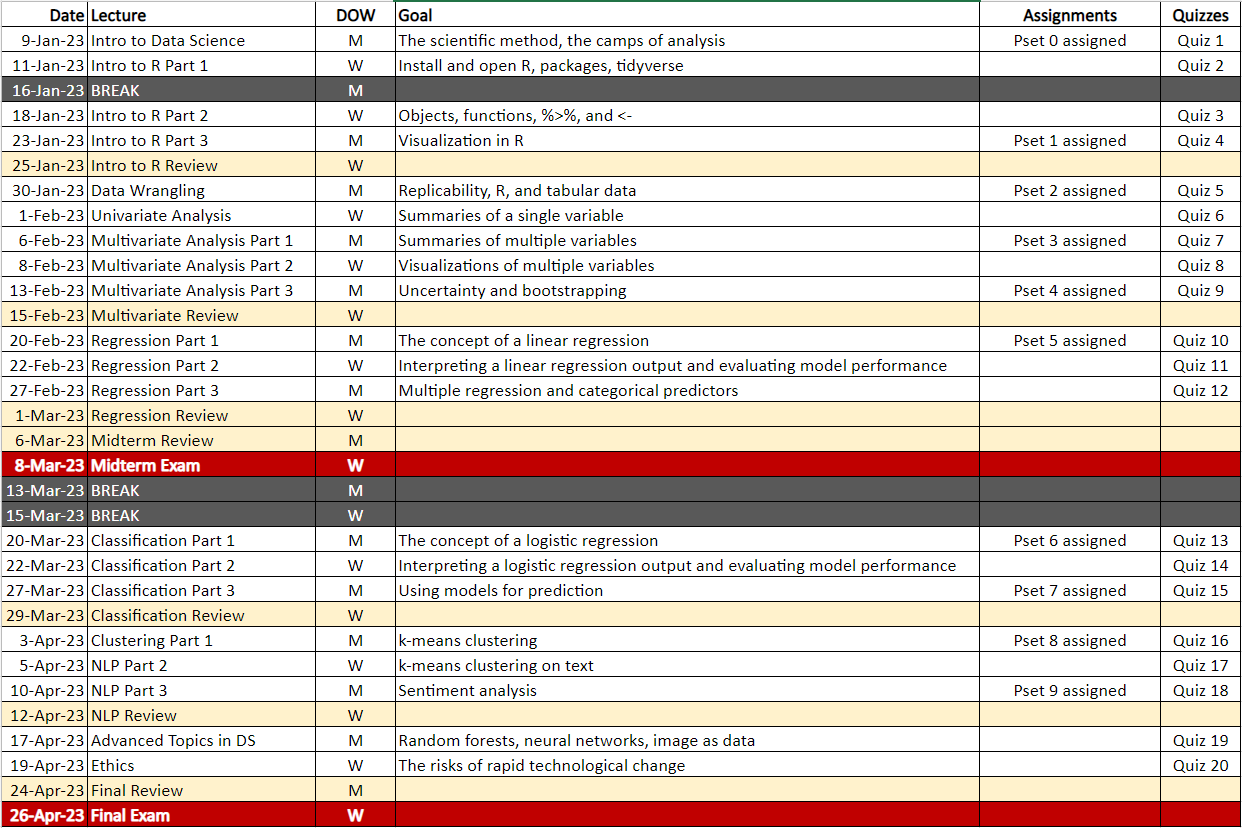 Date Lecture DOW Goal Assignments Quizzes
9-Jan-23 Intro to Data Science M The scientific method, the camps of analysis Pset 0 assigned Quiz 1
11-Jan-23 Intro to R Part 1 W Install and open R, packages, tidyverse Quiz 2
16-Jan-23 BREAK M
18-Jan-23 Intro to R Part 2 W Objects, functions, %>%, and <- Quiz 3
23-Jan-23 Intro to R Part 3 M Visualization in R Pset 1 assigned Quiz 4
25-Jan-23 Intro to R Review W
30-Jan-23 Data Wrangling M Replicability, R, and tabular data Pset 2 assigned Quiz 5
1-Feb-23 Univariate Analysis W Summaries of a single variable Quiz 6
6-Feb-23 Multivariate Analysis Part 1 M Summaries of multiple variables Pset 3 assigned Quiz 7
8-Feb-23 Multivariate Analysis Part 2 W Visualizations of multiple variables Quiz 8
13-Feb-23 Multivariate Analysis Part 3 M Uncertainty and bootstrapping Pset 4 assigned Quiz 9
15-Feb-23 Multivariate Review W
20-Feb-23 Regression Part 1 M The concept of a linear regression Pset 5 assigned Quiz 10
22-Feb-23 Regression Part 2 W Interpreting a linear regression output and evaluating model performance Quiz 11
27-Feb-23 Regression Part 3 M Multiple regression and categorical predictors Quiz 12
1-Mar-23 Regression Review W
6-Mar-23 Midterm Review M
8-Mar-23 Midterm Exam W
13-Mar-23 BREAK M
15-Mar-23 BREAK W
20-Mar-23 Classification Part 1 M The concept of a logistic regression Pset 6 assigned Quiz 13
22-Mar-23 Classification Part 2 W Interpreting a logistic regression output and evaluating model performance Quiz 14
27-Mar-23 Classification Part 3 M Using models for prediction Pset 7 assigned Quiz 15
29-Mar-23 Classification Review W
3-Apr-23 Clustering Part 1 M k-means clustering Pset 8 assigned Quiz 16
5-Apr-23 NLP Part 2 W k-means clustering on text Quiz 17
10-Apr-23 NLP Part 3 M Sentiment analysis Pset 9 assigned Quiz 18
12-Apr-23 NLP Review W
17-Apr-23 Advanced Topics in DS M Random forests, neural networks, image as data Quiz 19
19-Apr-23 Ethics W The risks of rapid technological change Quiz 20
24-Apr-23 Final Review M
26-Apr-23 Final Exam W